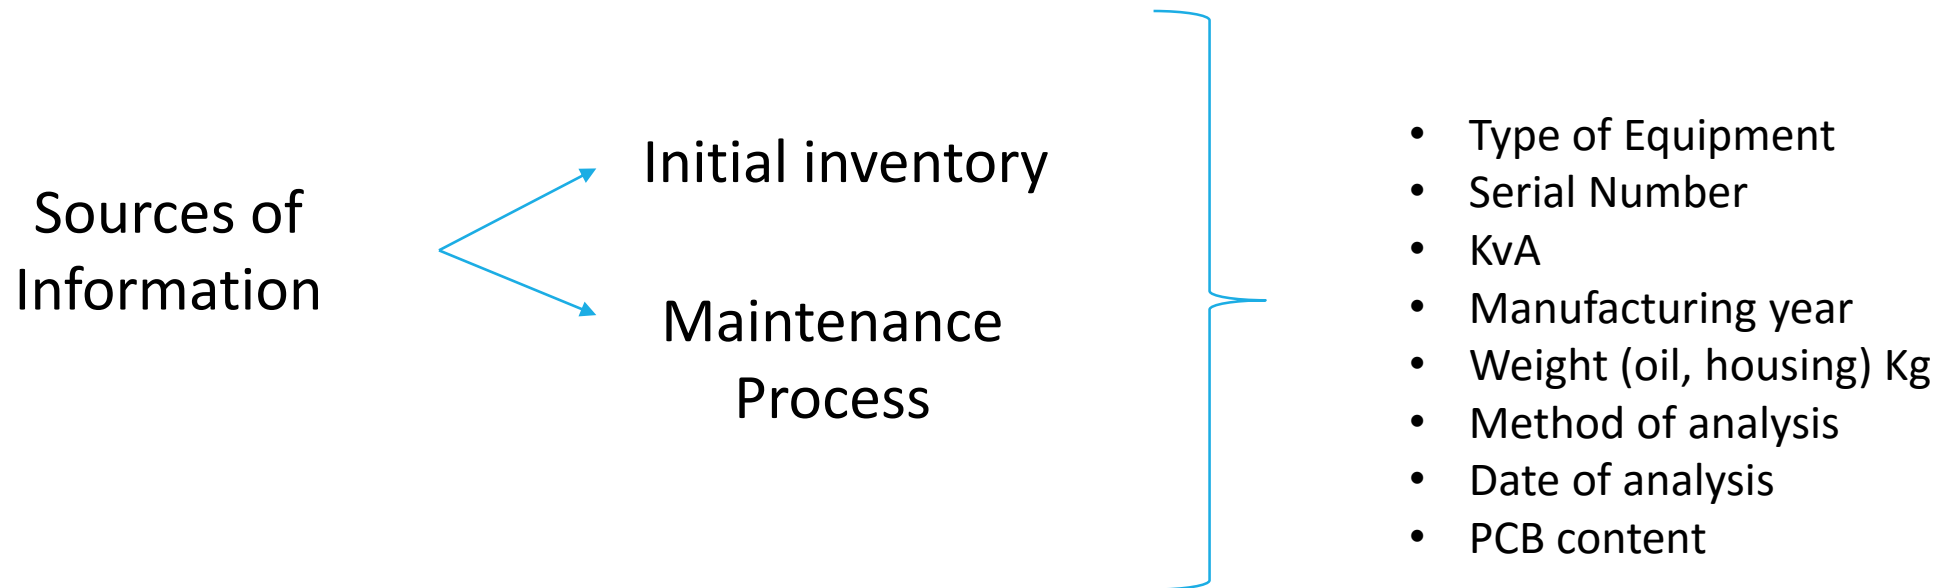 Sources of
Information
Initial inventory
Maintenance
Process
• Type of Equipment
• Serial Number
• KvA
• Manufacturing year
• Weight (oil, housing) Kg
• Method of analysis
• Date of analysis
• PCB content